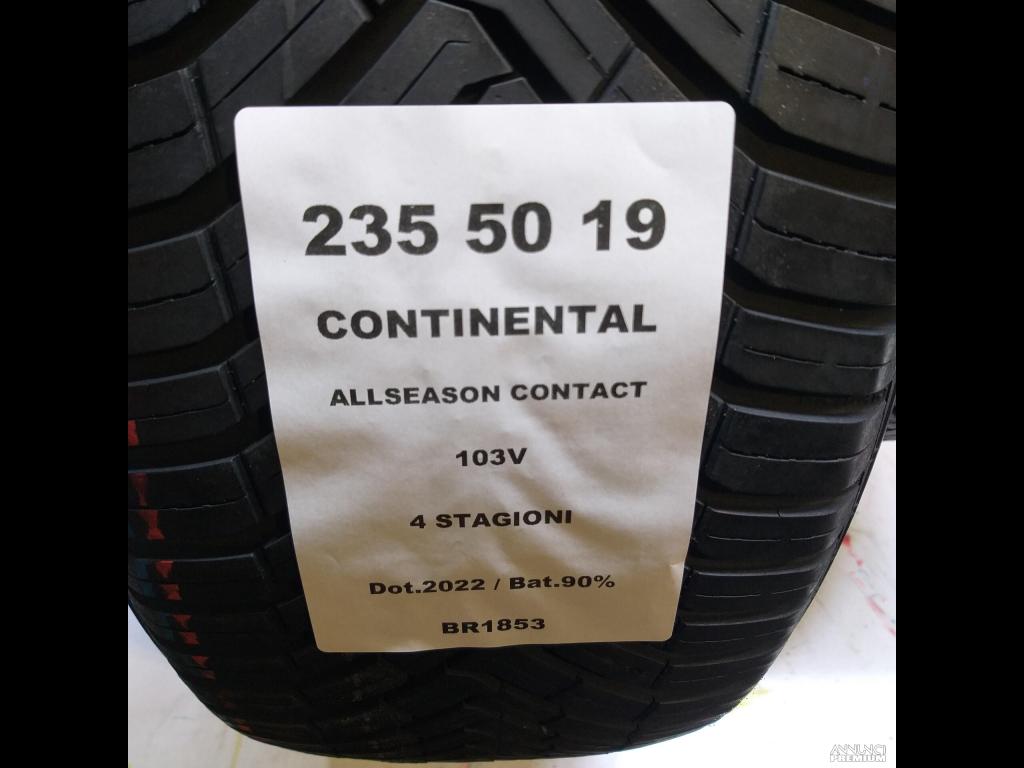 235 50 19
CONTINENTAL
ALLSEASON CONTACT
103V
4 STAGIONI
Dot.2022 / Bat.90%
BR1853
ANNUNCI
PREMIUM